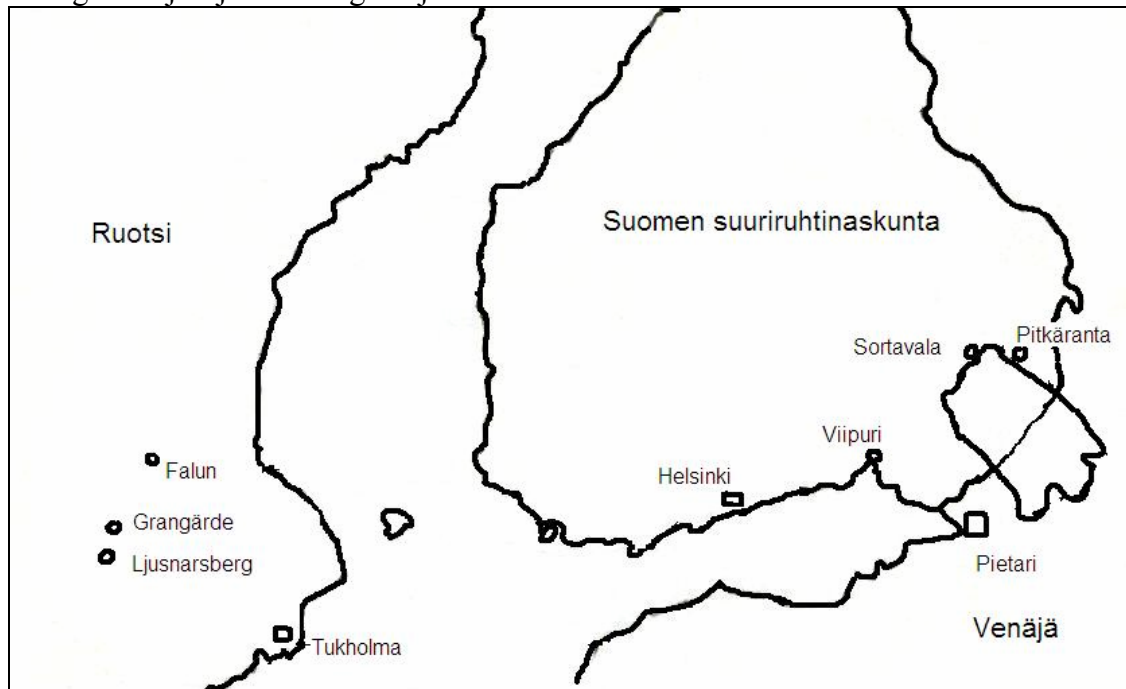 Ruotsi
Suomen suuriruhtinaskunta
Sortavala
Pitkäranta
Viipuri
Helsinki
Falun
Grangärde
Ljusnarsberg
Pietari
Venäjä
Tukholma